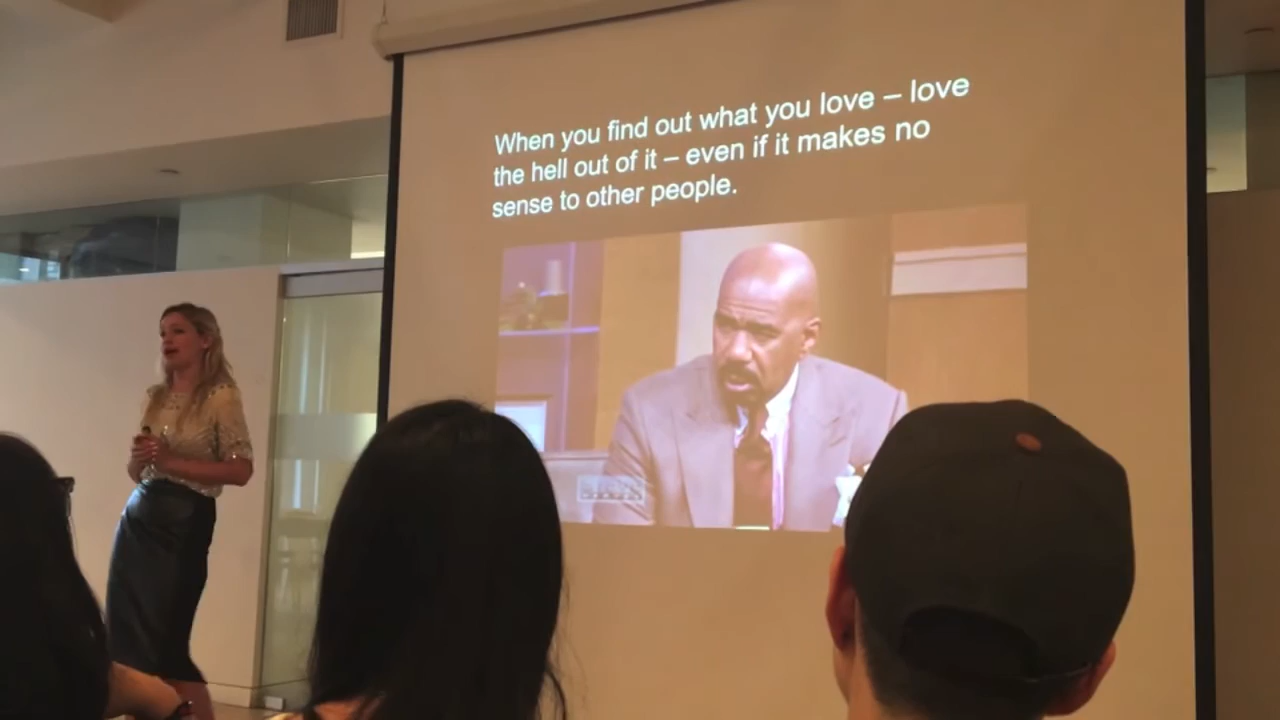 When you find out what you love – love
the hell out of it – even if it makes no
sense to other people.